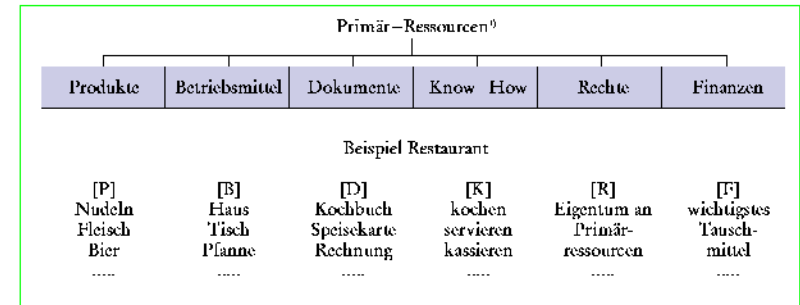 Primär–Ressourcen¹⁾
Produkte Betriebsmittel Dokumente Know How Rechte Finanzen
Beispiel Restaurant
[P] [B] [D] [K] [R] [F]
Nudeln Haus Kochbuch kochen Eigentum an wichtigstes
Fleisch Tisch Speisekarte servieren Primär- Tausch-
Bier Pfanne Rechnung kassieren ressourcen mittel
..... ..... ..... ..... ..... .....